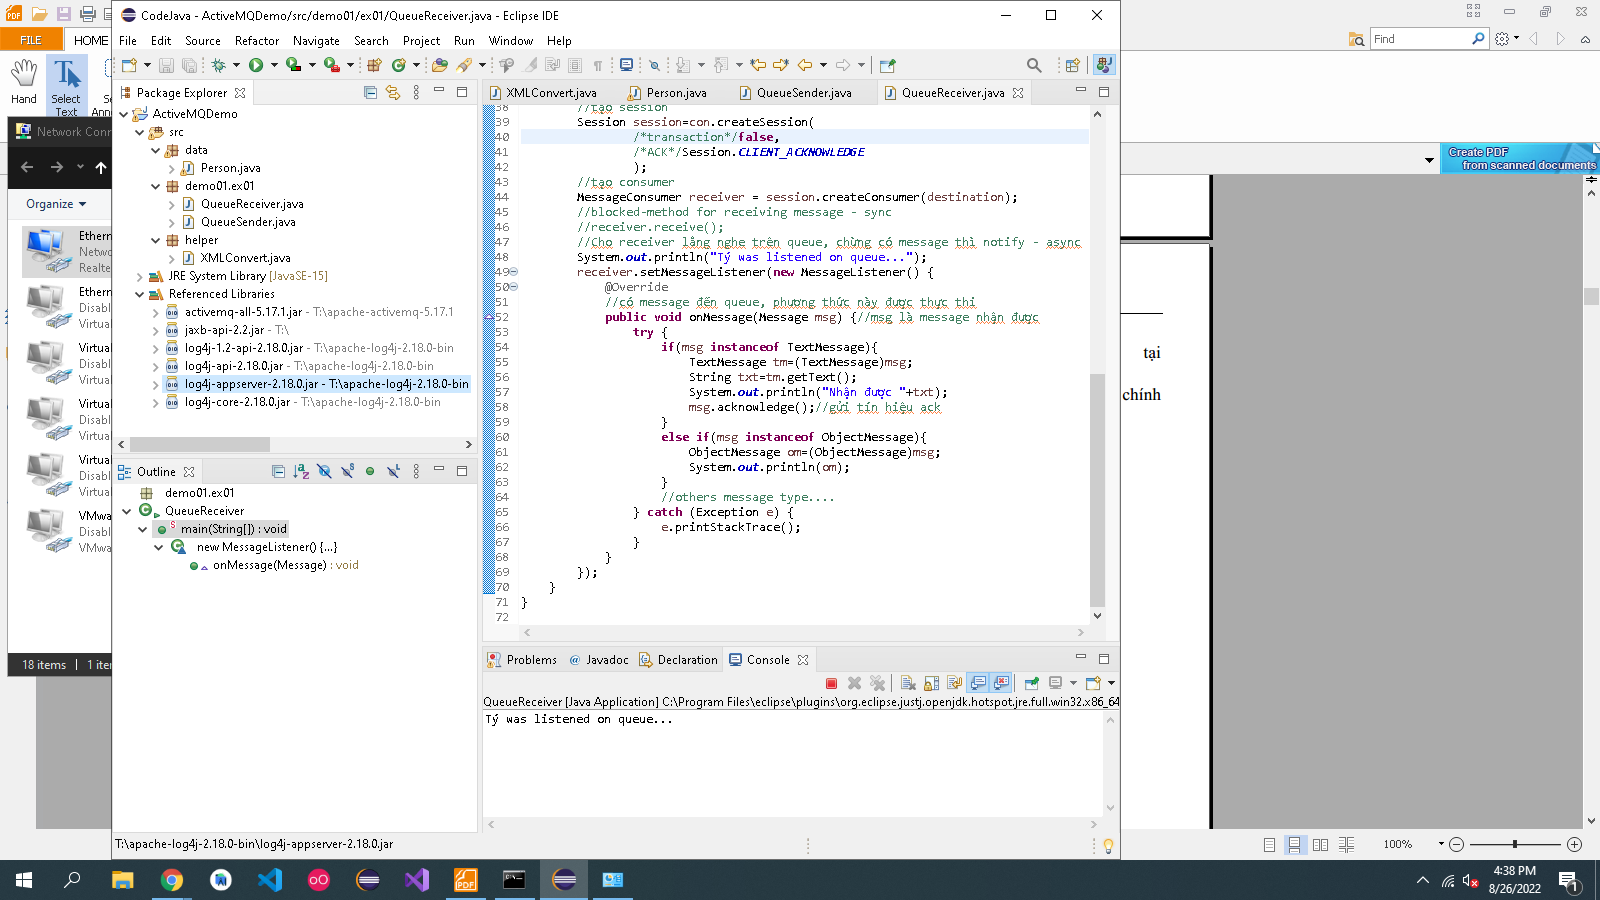 CodeJava - ActiveMQDemo/src/demo01/ex01/QueueReceiver.java - Eclipse IDE
File Edit Source Refactor Navigate Search Project Run Window Help
FILE HOME
Find
Hand
Select
Text
Network Conn
Organize
Ethern
Netwo
Realte
Ethern
Disabl
Virtua
Virtual
Disabl
Virtua
Virtual
Disabl
Virtua
Virtual
Disabl
Virtua
VMwa
Disabl
VMwa
18 items 1 iter
Package Explorer
ActiveMQDemo
src
data
Person.java
demo01.ex01
QueueReceiver.java
QueueSender.java
helper
XMLConvert.java
JRE System Library [JavaSE-15]
Referenced Libraries
activemq-all-5.17.1.jar - T:\apache-activemq-5.17.1
jaxb-api-2.2.jar - T:\
log4j-1.2-api-2.18.0.jar - T:\apache-log4j-2.18.0-bin
log4j-api-2.18.0.jar - T:\apache-log4j-2.18.0-bin
log4j-appserver-2.18.0.jar - T:\apache-log4j-2.18.0-bin
log4j-core-2.18.0.jar - T:\apache-log4j-2.18.0-bin
Outline
demo01.ex01
QueueReceiver
main(String[]) : void
new MessageListener() {...}
onMessage(Message) : void
XMLConvert.java Person.java QueueSender.java QueueReceiver.java
38 //tạo session
39 Session session=con.createSession(
40 /*transaction*/false,
41 /*ACK*/Session.CLIENT_ACKNOWLEDGE
42 );
43 //tạo consumer
44 MessageConsumer receiver = session.createConsumer(destination);
45 //blocked-method for receiving message - sync
46 //receiver.receive();
47 //Cho receiver lắng nghe trên queue, chừng có message thì notify - async
48 System.out.println("Tý was listened on queue...");
49 receiver.setMessageListener(new MessageListener() {
50 @Override
51 //có message đến queue, phương thức này được thực thi
52 public void onMessage(Message msg) {//msg là message nhận được
53 try {
54 if(msg instanceof TextMessage){
55 TextMessage tm=(TextMessage)msg;
56 String txt=tm.getText();
57 System.out.println("Nhận được "+txt);
58 msg.acknowledge();//gửi tín hiệu ack
59 }
60 else if(msg instanceof ObjectMessage){
61 ObjectMessage om=(ObjectMessage)msg;
62 System.out.println(om);
63 }
64 //others message type....
65 } catch (Exception e) {
66 e.printStackTrace();
67 }
68 }
69 });
70 }
71 }
72
Problems Javadoc Declaration Console
QueueReceiver [Java Application] C:\Program Files\eclipse\plugins\org.eclipse.justj.openjdk.hotspot.jre.full.win32.x86_64
Tý was listened on queue...
T:\apache-log4j-2.18.0-bin\log4j-appserver-2.18.0.jar
Create PDF
from scanned documents
tại
chính
100%
4:38 PM
8/26/2022
1